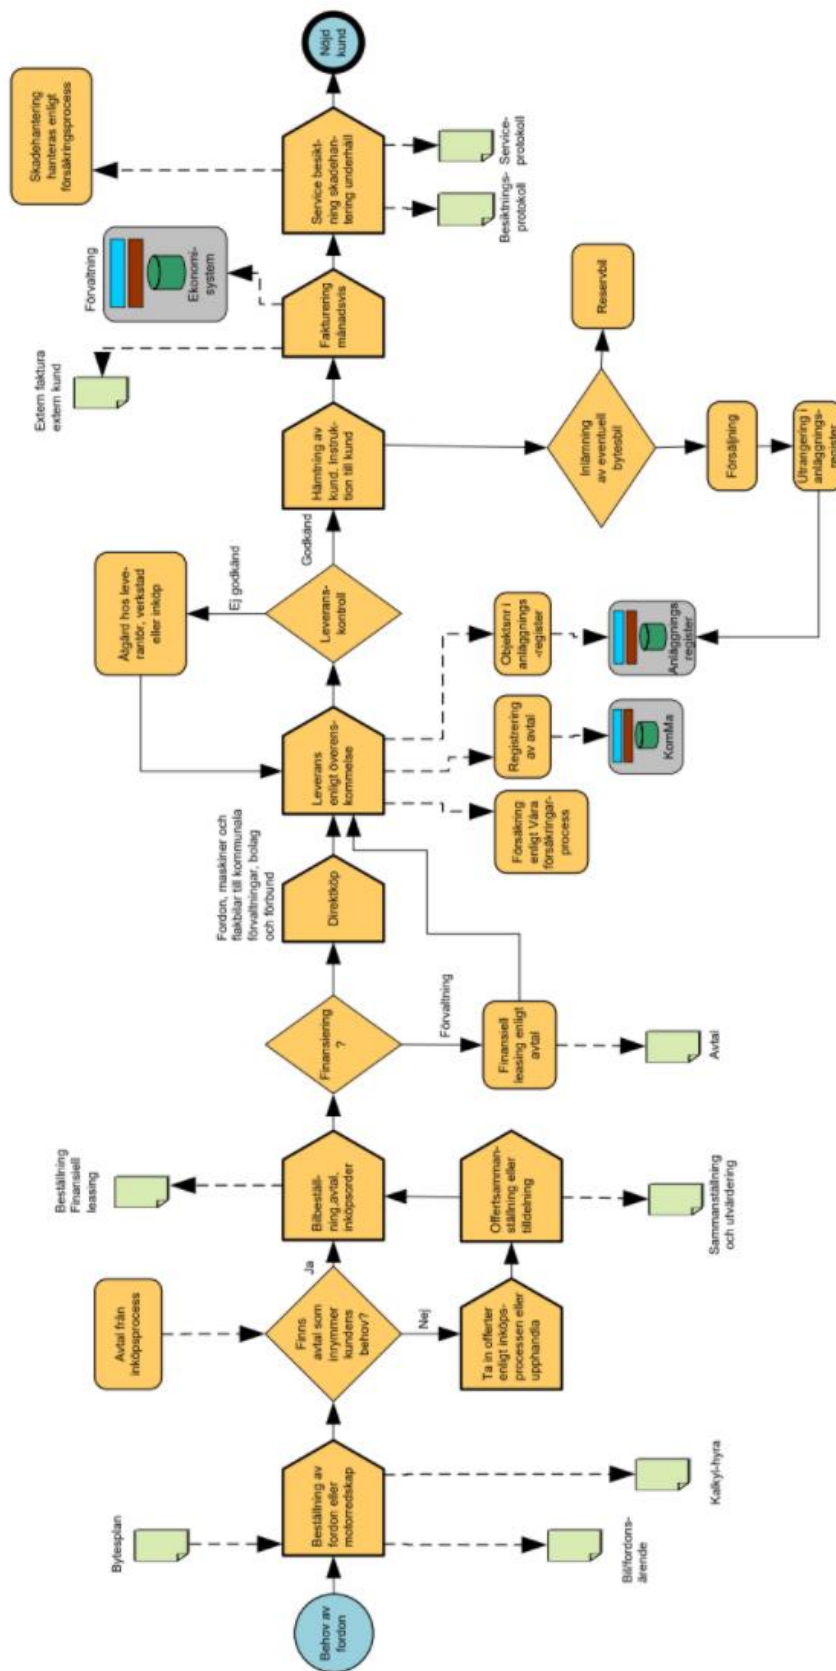 Behov av
fordon
Bytesplan
Beställning av
fordon eller
motorredskap
Bil/fordons-
ärende
Kalkyl-hyra
Avtal från
inköpsprocess
Finns
avtal som
inrymmer
kundens
behov?
Ja
Nej
Ta in offerter
enligt inköps-
processen eller
upphandla
Offertsamman-
ställning eller
tilldelning
Sammanställning
och utvärdering
Beställning
Finansiell
leasing
Bilbeställ-
ning,avtal,
inköpsorder
Finansiering
?
Förvaltning
Finansiell
leasing enligt
avtal
Avtal
Fordon, maskiner och
flakbilar till kommunala
förvaltningar, bolag
och förbund
Direktköp
Leverans
enligt överens-
kommelse
Försäkring
enligt Våra
försäkringar-
process
Registrering
av avtal
KomMa
Objektsnr i
anläggnings
-register
Anläggnings
register
Åtgärd hos leve-
rantör, verkstad
eller inköp
Ej godkänd
Leverans-
kontroll
Godkänd
Hämtning av
kund. Instruk-
tion till kund
Inlämning
av eventuell
bytesbil
Reservbil
Försäljning
Utrangering i
anläggnings-
register
Extern faktura
extern kund
Förvaltning
Ekonomi-
system
Fakturering
månadsvis
Skadehantering
hanteras enligt
försäkringsprocess
Service besikt-
ning skadehan-
tering underhåll
Besiktnings-
protokoll
Service-
protokoll
Nöjd
kund